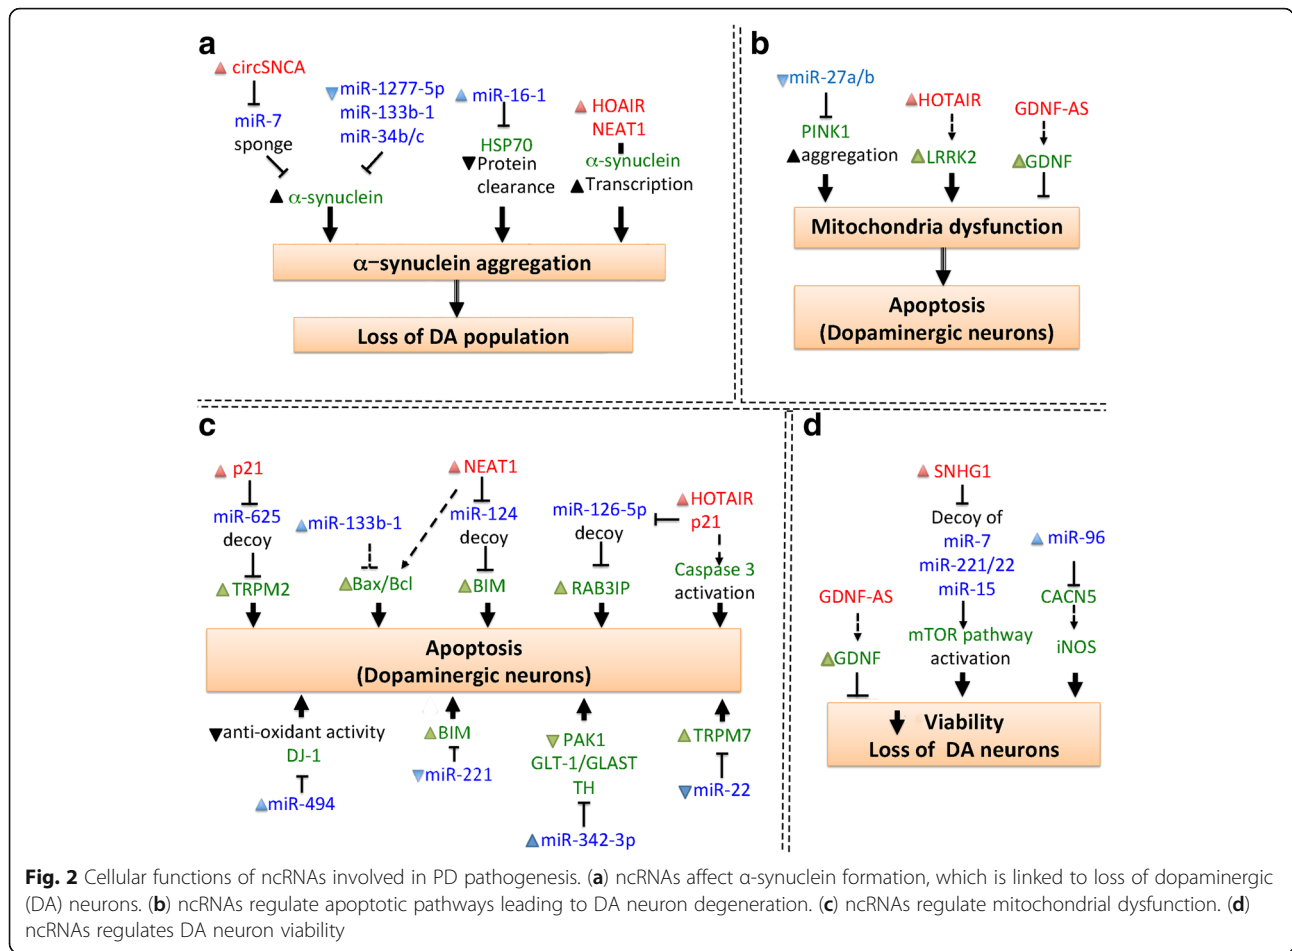 a
▲ circSNCA
miR-7
sponge
▼miR-1277-5p
miR-133b-1
miR-34b/c
▲ α-synuclein
▲ miR-16-1
HSP70
▼Protein
clearance
▲ HOAIR
NEAT1
α-synuclein
▲Transcription
α−synuclein aggregation
Loss of DA population
b
▼miR-27a/b
PINK1
▲aggregation
▲HOTAIR
▲LRRK2
GDNF-AS
▲GDNF
Mitochondria dysfunction
Apoptosis
(Dopaminergic neurons)
c
▲ p21
miR-625
decoy
▲TRPM2
▲miR-133b-1
▲Bax/Bcl
▲ NEAT1
miR-124
decoy
▲BIM
miR-126-5p
decoy
▲ RAB3IP
▲HOTAIR
p21
Caspase 3
activation
Apoptosis
(Dopaminergic neurons)
▼anti-oxidant activity
DJ-1
▲miR-494
▲BIM
▼miR-221
▼ PAK1
GLT-1/GLAST
TH
▲miR-342-3p
▲TRPM7
▼miR-22
d
GDNF-AS
▲GDNF
▲ SNHG1
Decoy of
miR-7
miR-221/22
miR-15
mTOR pathway
activation
▲ miR-96
CACN5
iNOS
↓ Viability
Loss of DA neurons
Fig. 2 Cellular functions of ncRNAs involved in PD pathogenesis. (a) ncRNAs affect α-synuclein formation, which is linked to loss of dopaminergic
(DA) neurons. (b) ncRNAs regulate apoptotic pathways leading to DA neuron degeneration. (c) ncRNAs regulate mitochondrial dysfunction. (d)
ncRNAs regulates DA neuron viability